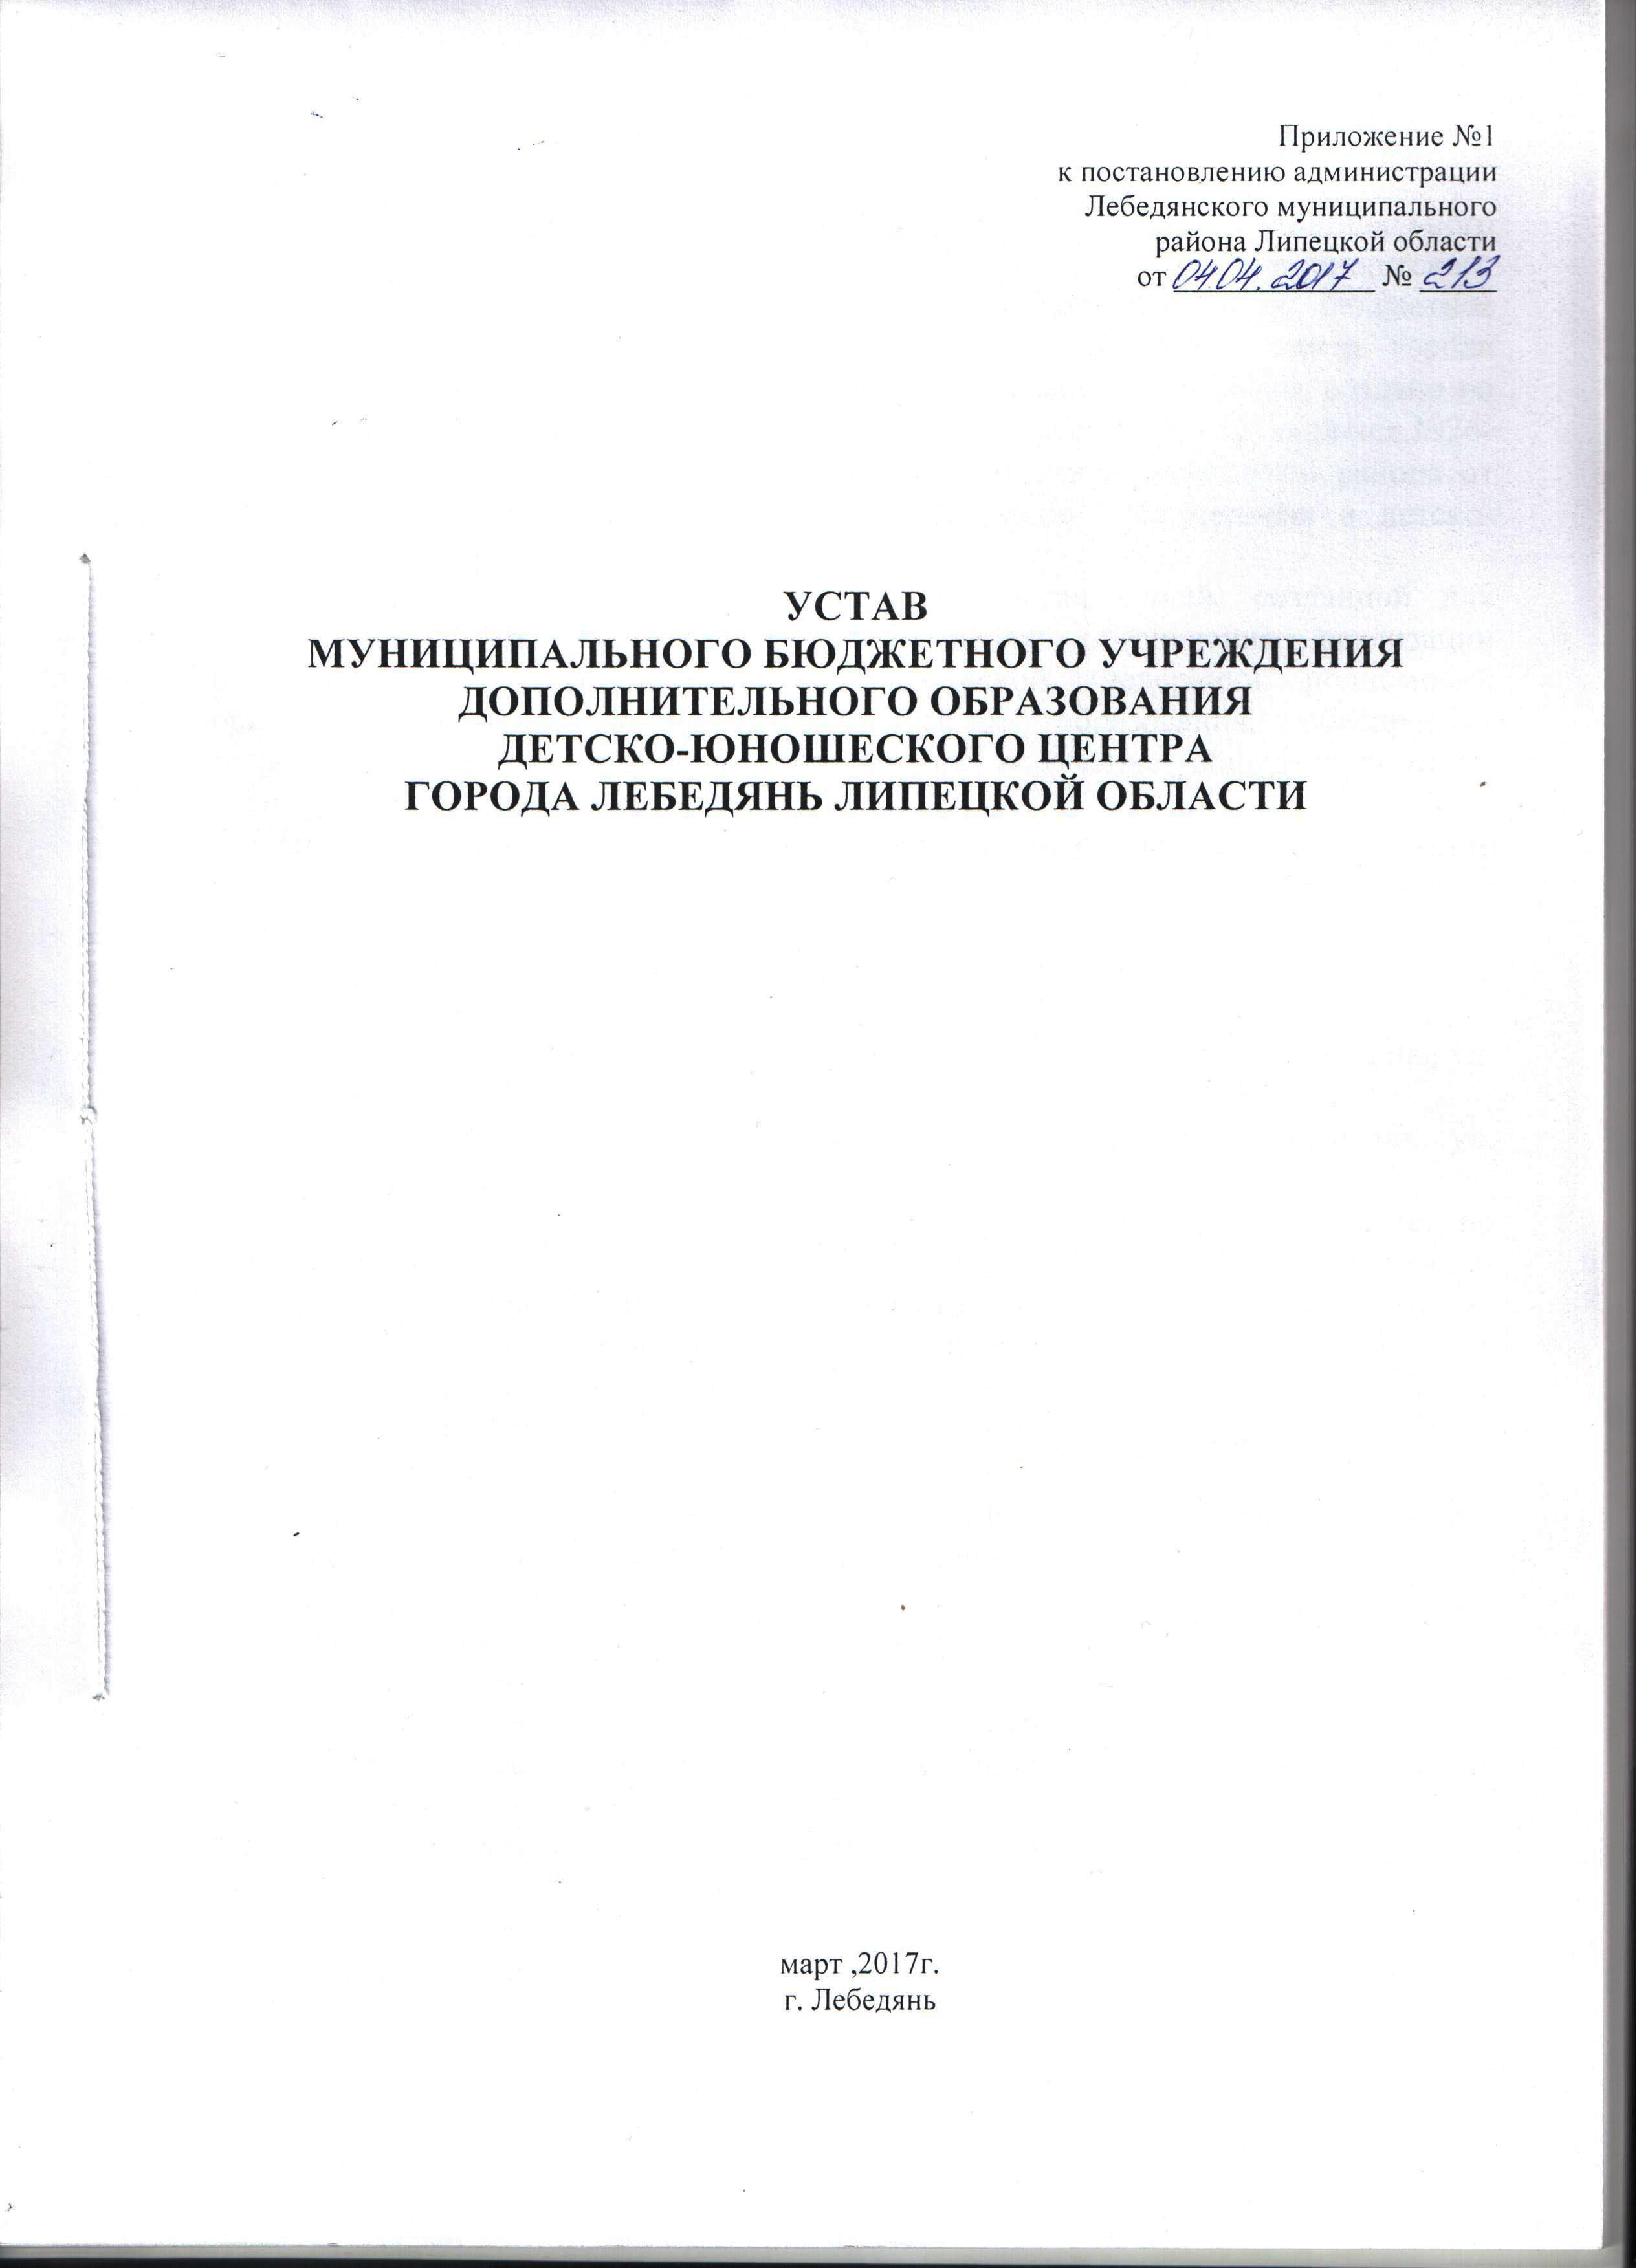 Приложение №1
к постановлению администрации
Лебедянского муниципального
района Липецкой области
от 04.04.2017 № 213
УСТАВ
МУНИЦИПАЛЬНОГО БЮДЖЕТНОГО УЧРЕЖДЕНИЯ
ДОПОЛНИТЕЛЬНОГО ОБРАЗОВАНИЯ
ДЕТСКО-ЮНОШЕСКОГО ЦЕНТРА
ГОРОДА ЛЕБЕДЯНЬ ЛИПЕЦКОЙ ОБЛАСТИ
март ,2017г.
г. Лебедянь